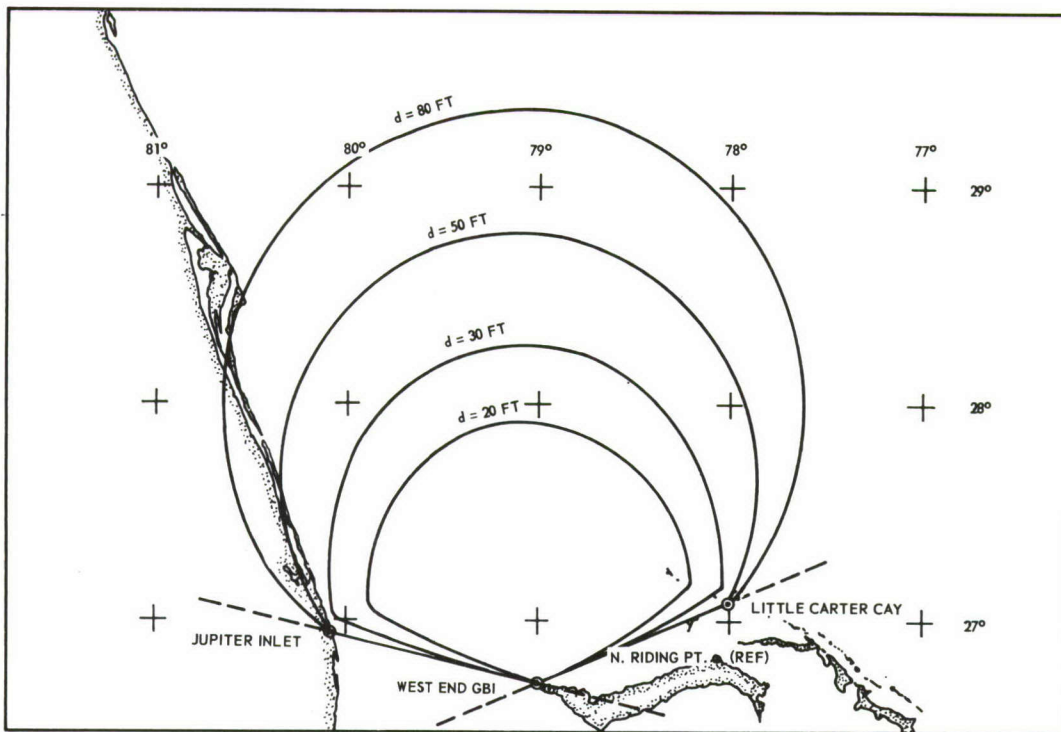 d = 80 FT
81°
80°
79°
78°
77°
29°
d = 50 FT
d = 30 FT
28°
d = 20 FT
LITTLE CARTER CAY
27°
JUPITER INLET
N. RIDING PT. (REF)
WEST END GBI